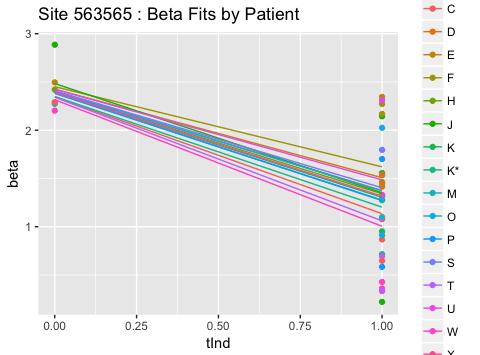 Site 563565 : Beta Fits by Patient
beta
3
2
1
0.00
0.25
0.50
0.75
1.00
tInd
C
D
E
F
H
J
K
K*
M
O
P
S
T
U
W